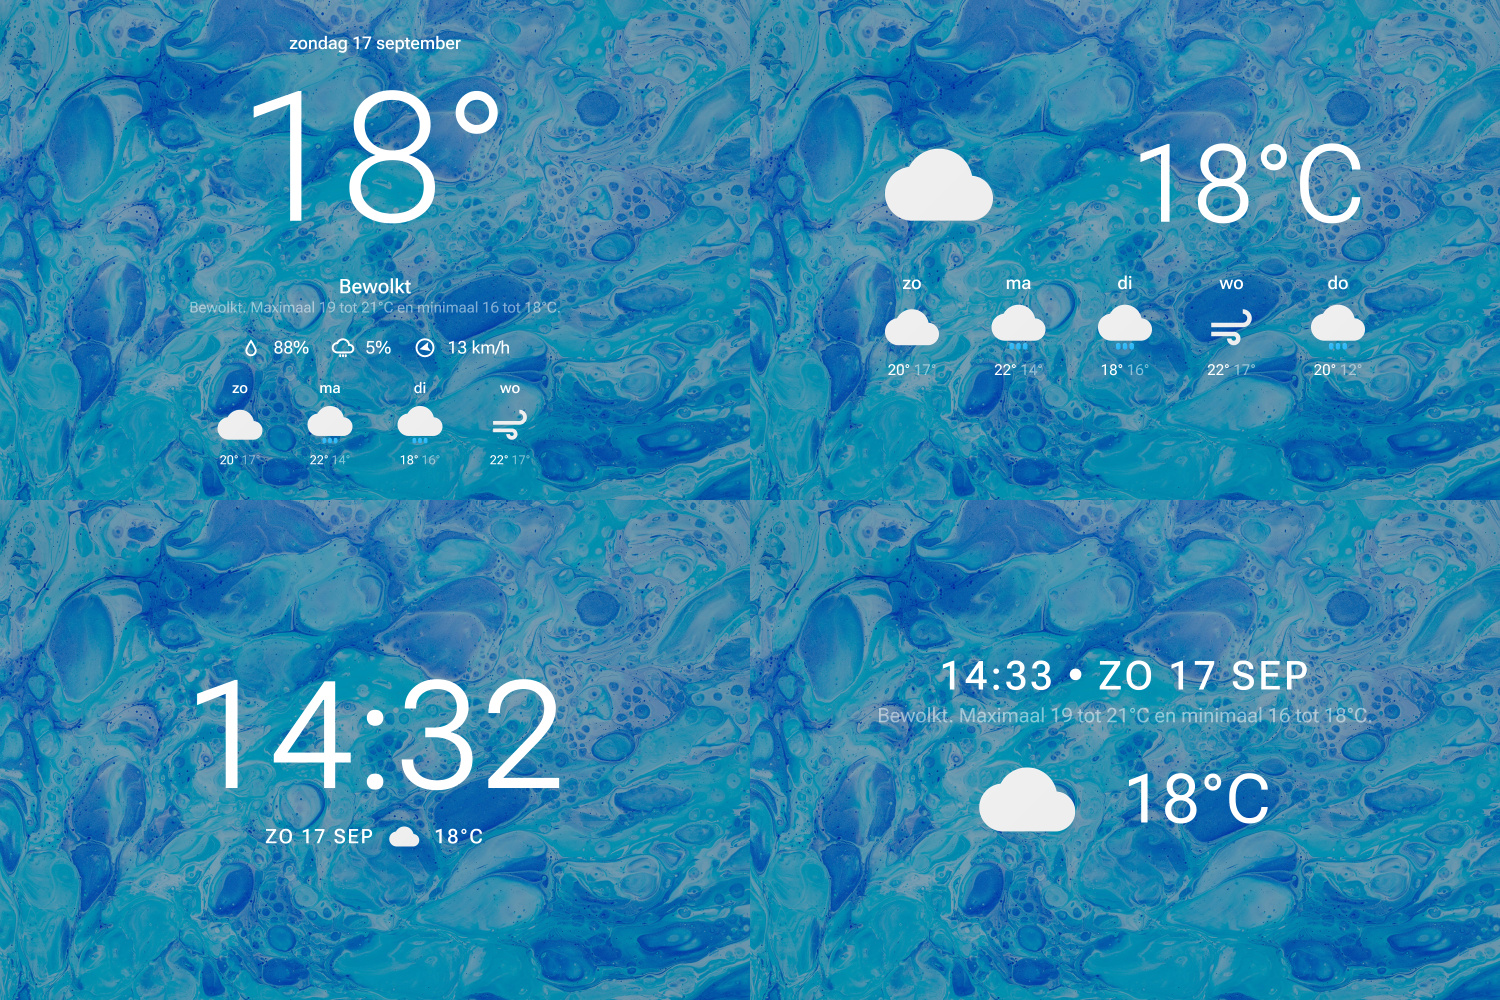 zondag 17 september
18°
Bewolkt
Bewolkt. Maximaal 19 tot 21°C en minimaal 16 tot 18°C.
88% 5% 13 km/h
zo ma di wo
20° 17° 22° 14° 18° 16° 22° 17°
18°C
zo ma di wo do
20° 17° 22° 14° 18° 16° 22° 17° 20° 12°
14:32
ZO 17 SEP 18°C
14:33 • ZO 17 SEP
Bewolkt. Maximaal 19 tot 21°C en minimaal 16 tot 18°C.
18°C